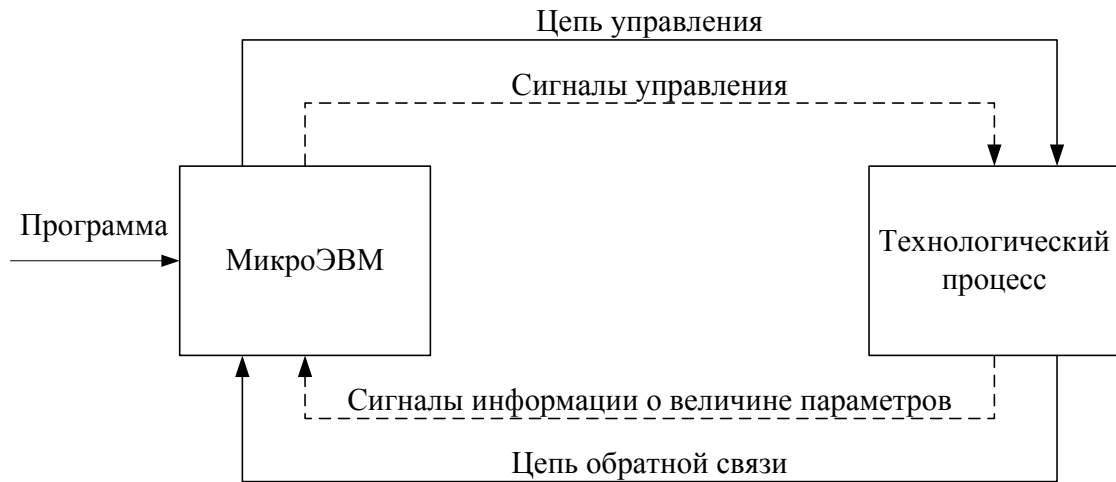 Цепь управления
Сигналы управления
Программа
МикроЭВМ
Технологический
процесс
Сигналы информации о величине параметров
Цепь обратной связи